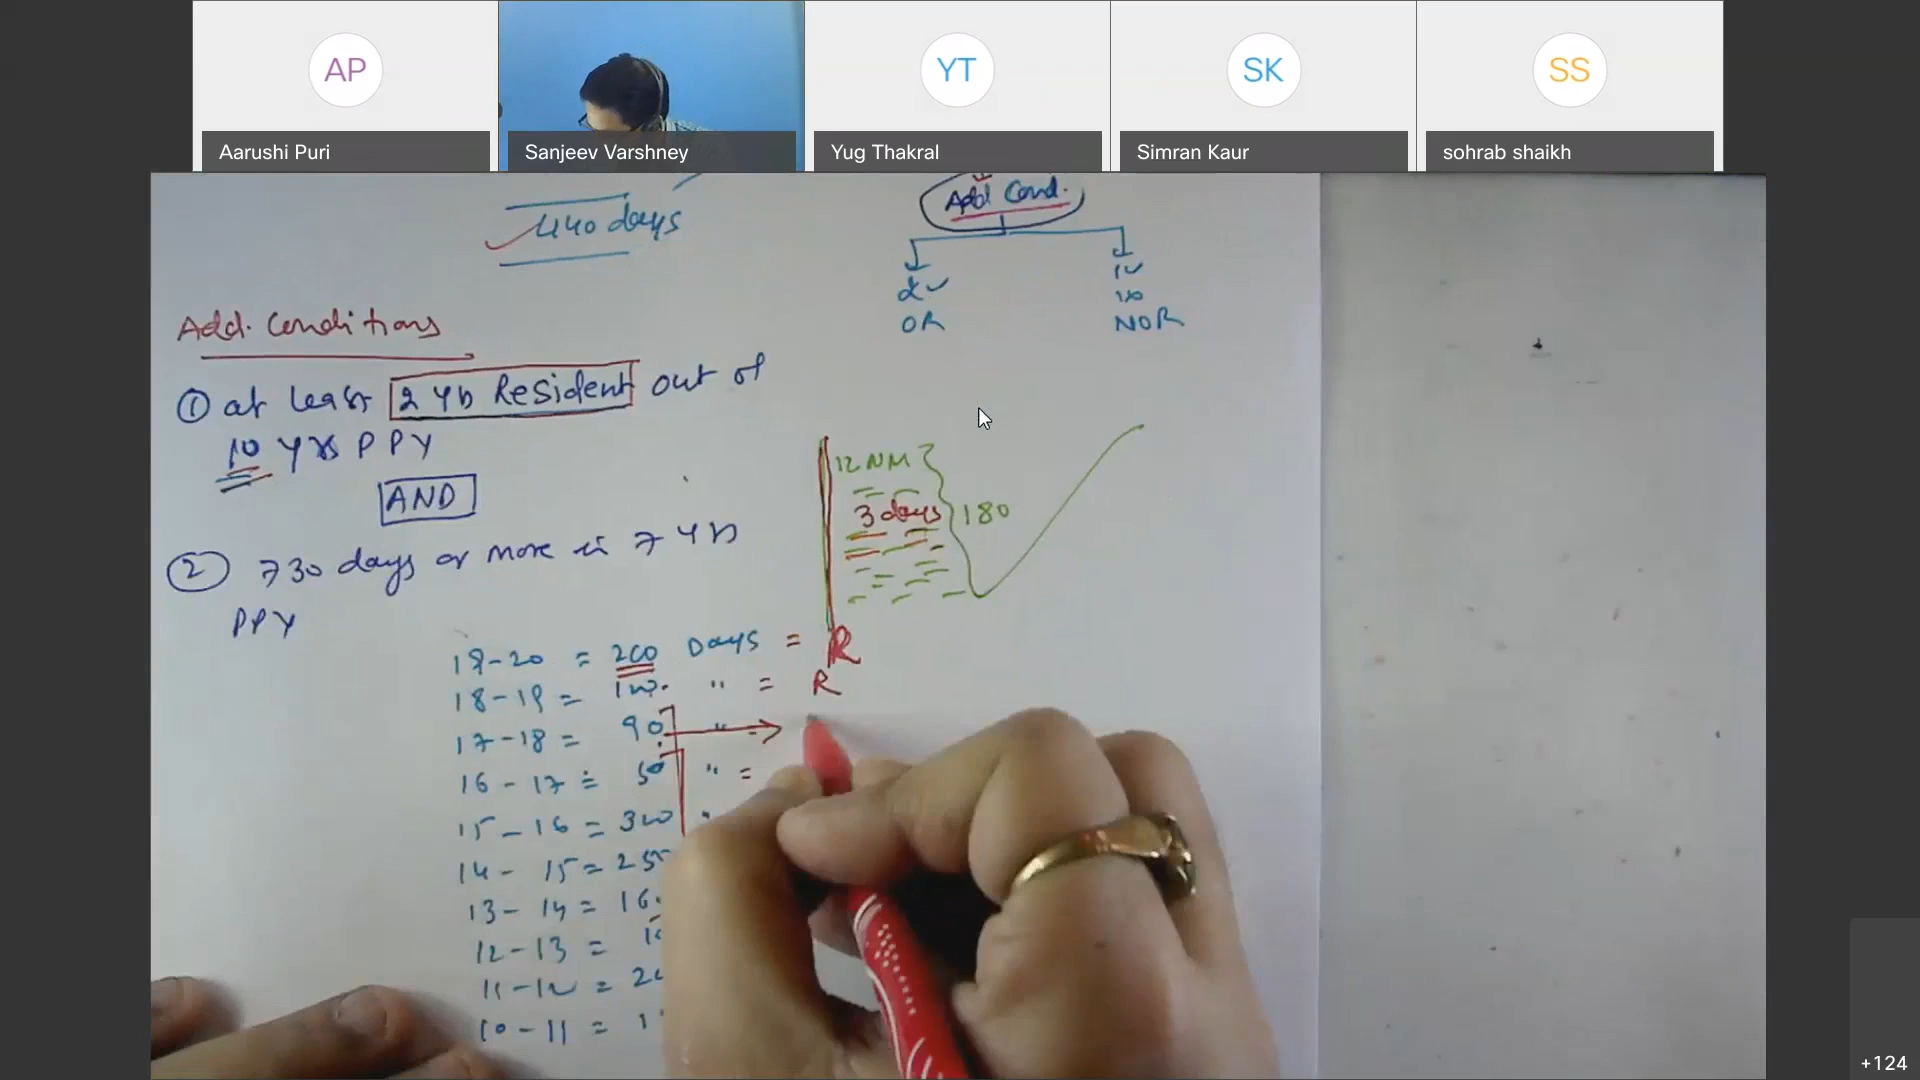 AP
YT
SK
SS
Aarushi Puri
Sanjeev Varshney
Yug Thakral
Simran Kaur
sohrab shaikh
440 days
Add. Cond.
OR
NOR
Add. Conditions
① at least 2 Yrs Resident out of
10 yrs PPY
AND
② 730 days or more in 7 Yrs
PPY
12 NM
3 days
180
19-20 = 200 Days = R
18-19 = " = R
17-18 = 90 "
16-17 = 50 " =
15-16 = 300
14-15 =
13-14 =
12-13 =
11-12 =
10-11 =
+124